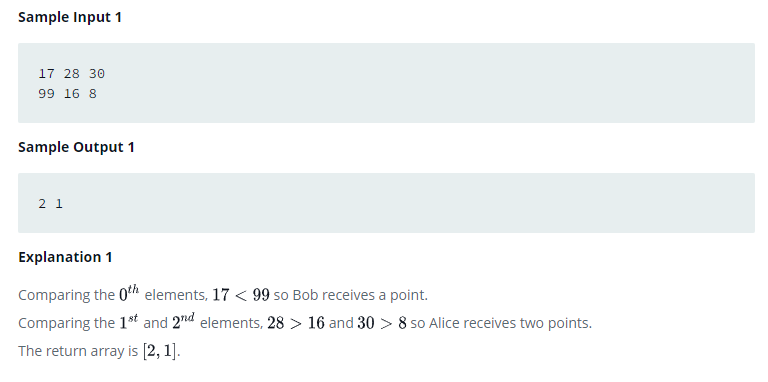 Sample Input 1
17 28 30
99 16 8
Sample Output 1
2 1
Explanation 1
Comparing the 0th elements, 17 < 99 so Bob receives a point.
Comparing the 1st and 2nd elements, 28 > 16 and 30 > 8 so Alice receives two points.
The return array is [2, 1].